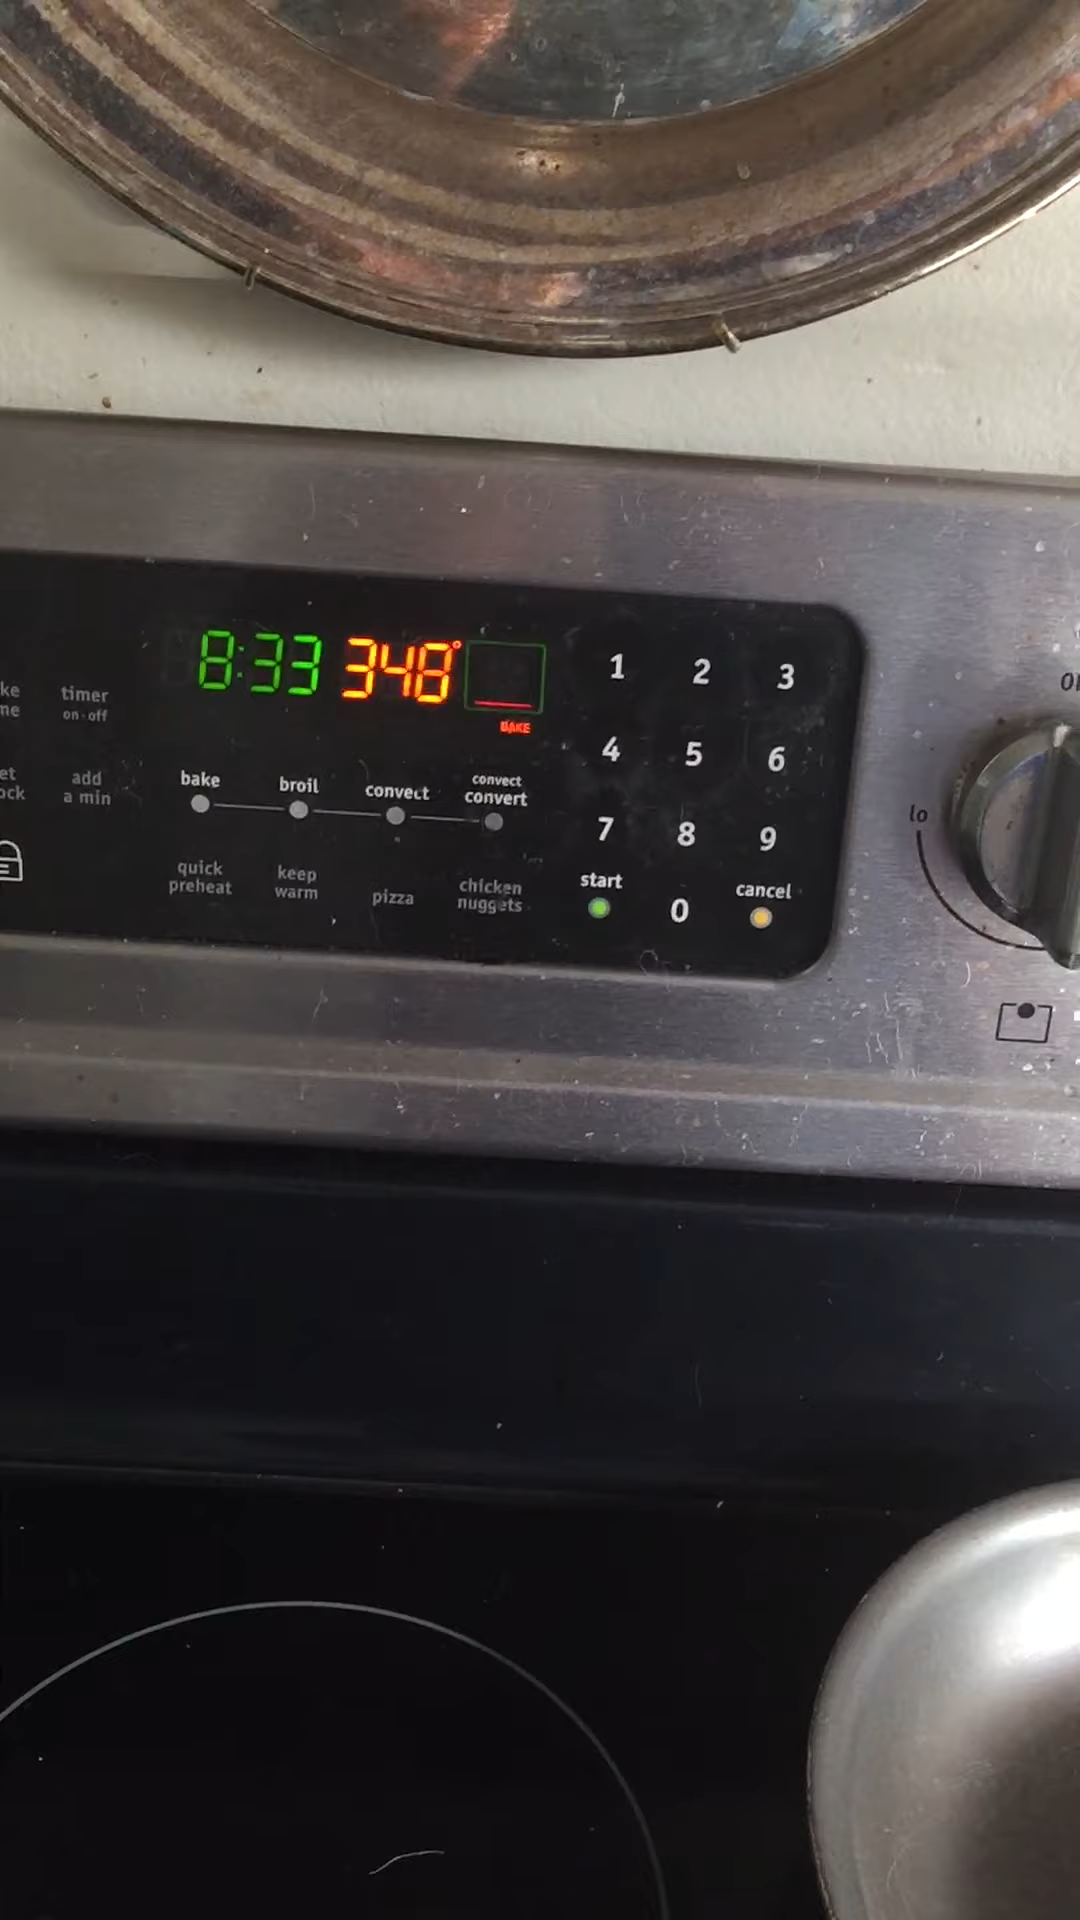 8:33 348°
BAKE
timer
on·off
add
a min
bake broil convect convect convert
quick preheat keep warm pizza chicken nuggets
1 2 3
4 5 6
7 8 9
start 0 cancel
lo